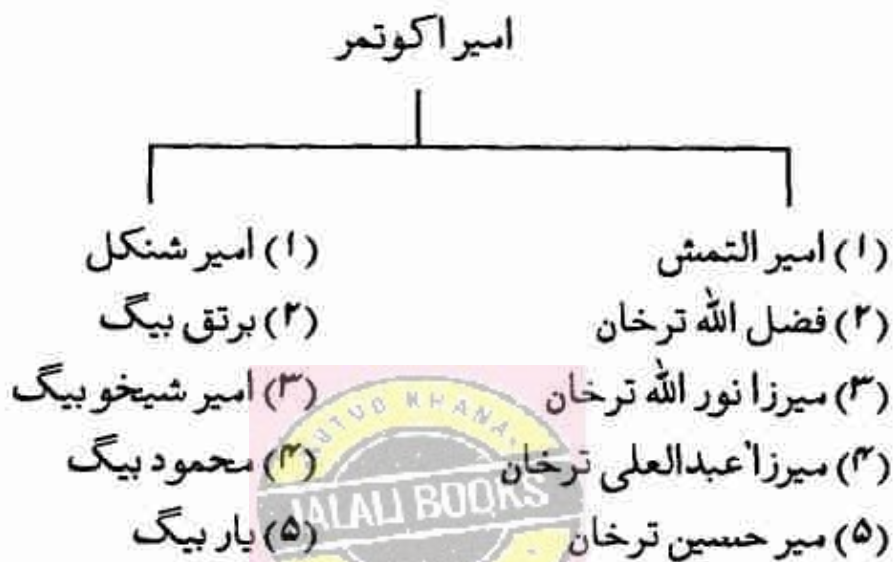 امیر اکوتمر
(۱) امیر التمش
(۲) فضل اللہ ترخان
(۳) میرزا نور اللہ ترخان
(۴) میرزا عبدالعلی ترخان
(۵) میر حسین ترخان
(۱) امیر شنکل
(۲) برتق بیگ
(۳) امیر شیخو بیگ
(۴) محمود بیگ
(۵) یار بیگ
KUTUB KHANA
JALALI BOOKS